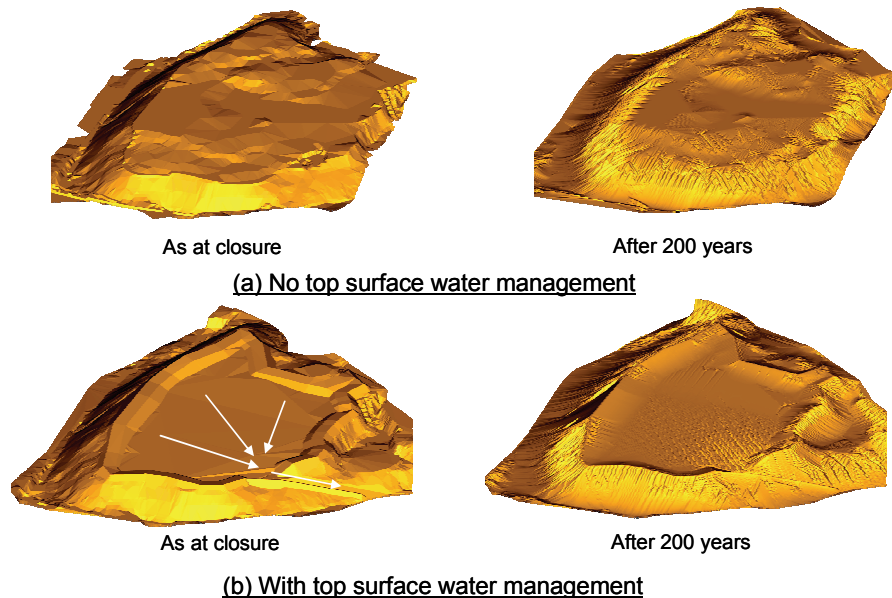 As at closure
After 200 years
(a) No top surface water management
As at closure
After 200 years
(b) With top surface water management